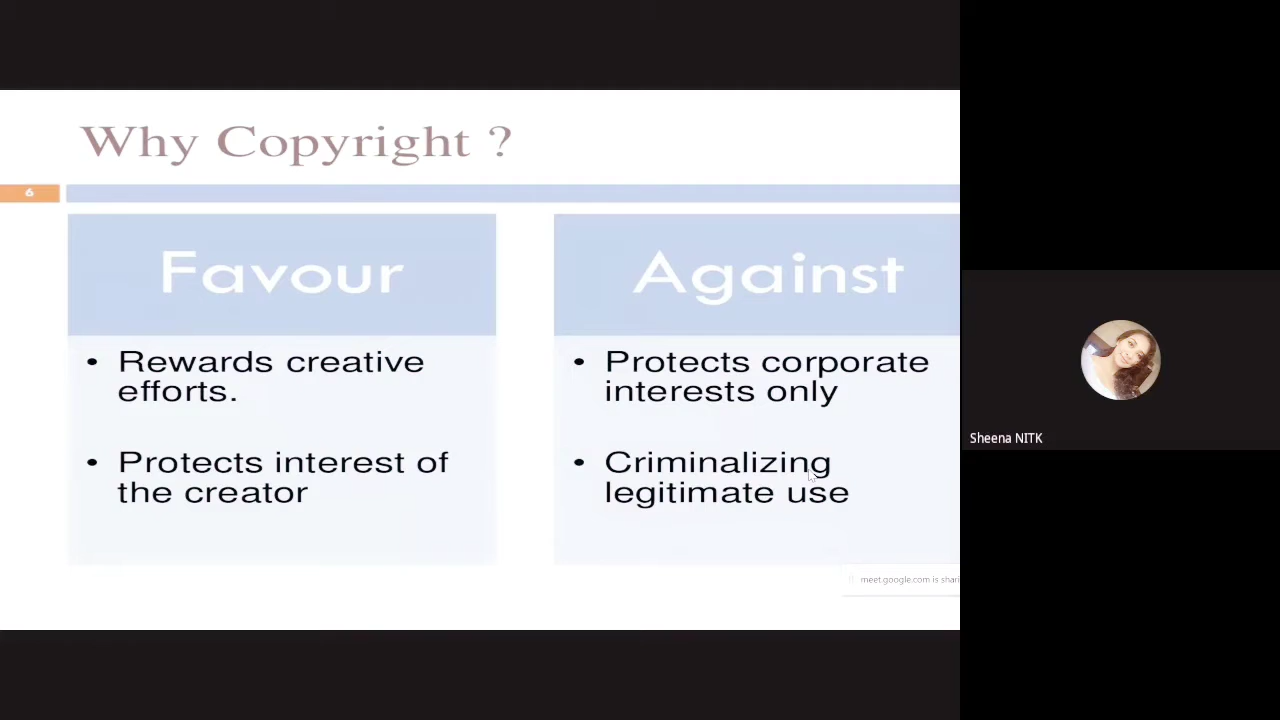 Why Copyright ?
6
Favour
• Rewards creative
efforts.
• Protects interest of
the creator
Against
• Protects corporate
interests only
• Criminalizing
legitimate use
meet.google.com is shari
Sheena NITK